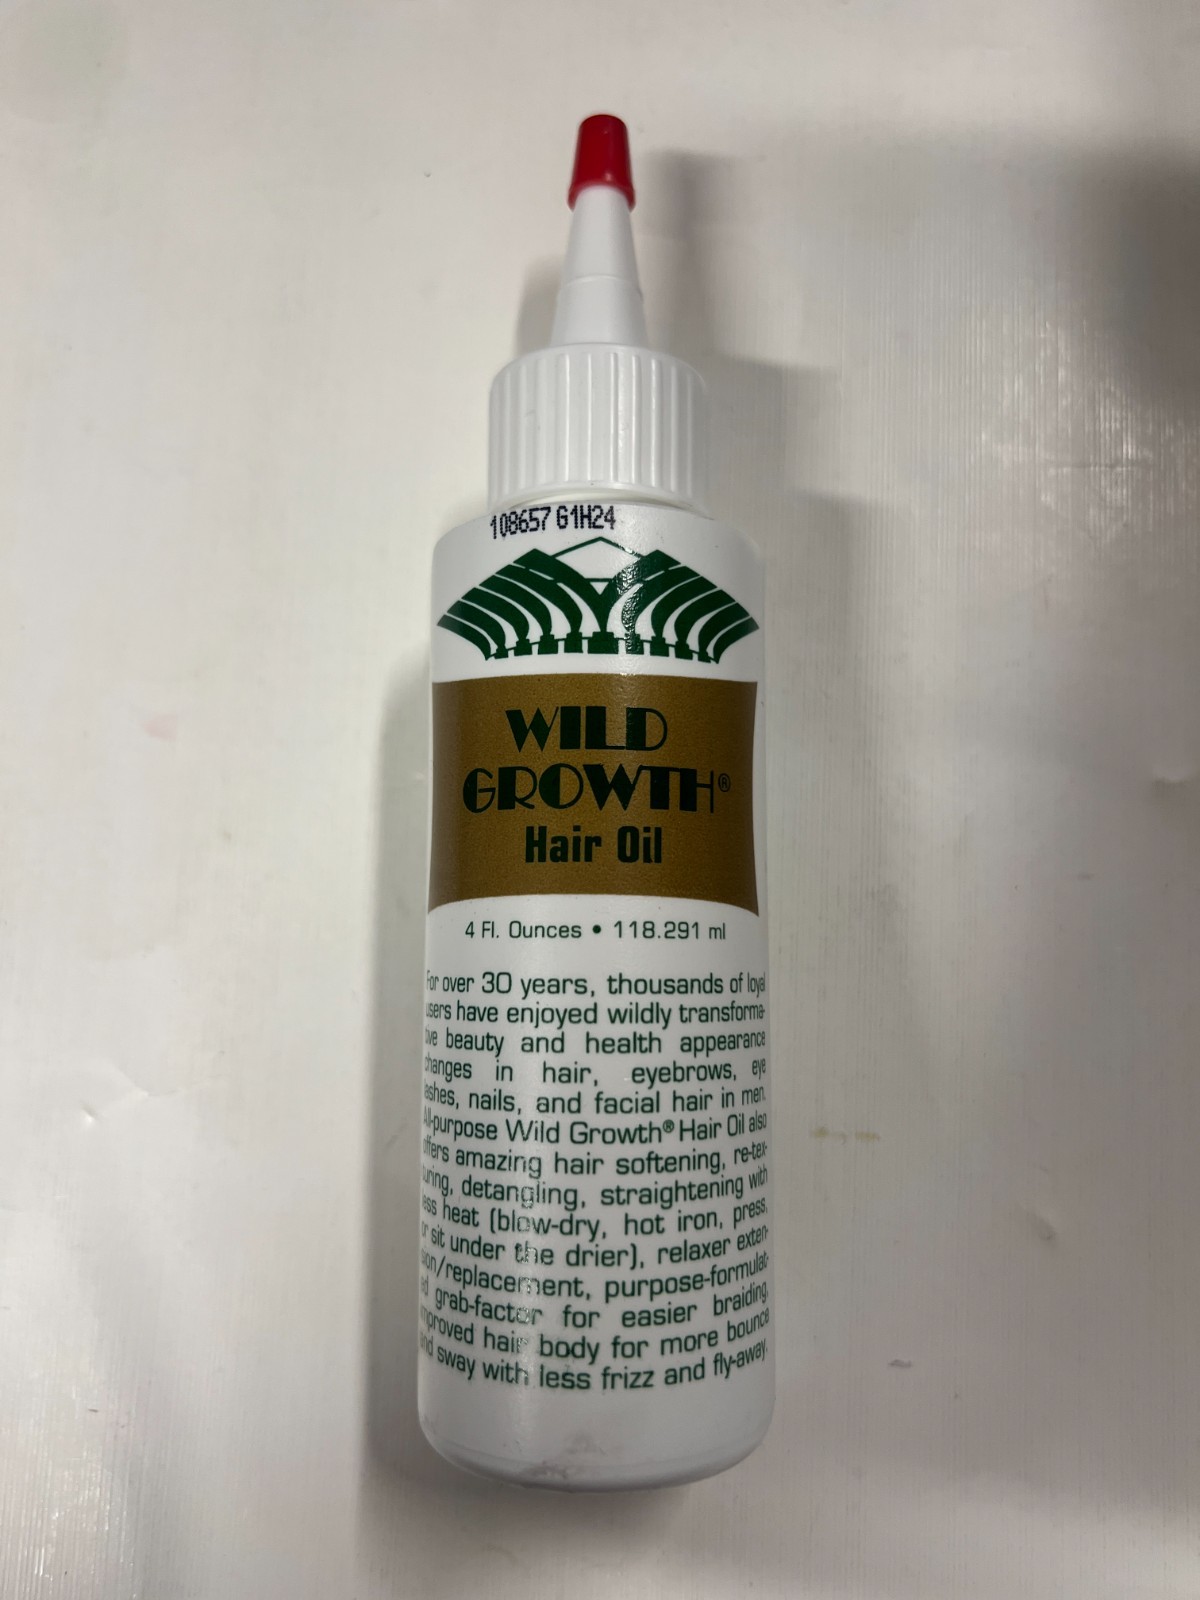 108657 G1H24
WILD
GROWTH®
Hair Oil
4 Fl. Ounces • 118.291 ml
For over 30 years, thousands of loyal
users have enjoyed wildly transforma-
tive beauty and health appearance
changes in hair, eyebrows, eye
lashes, nails, and facial hair in men.
All-purpose Wild Growth® Hair Oil also
offers amazing hair softening, re-tex-
turing, detangling, straightening with
less heat (blow-dry, hot iron, press,
or sit under the drier), relaxer exten-
sion/replacement, purpose-formulat-
ed grab-factor for easier braiding,
improved hair body for more bounce
and sway with less frizz and fly-away.